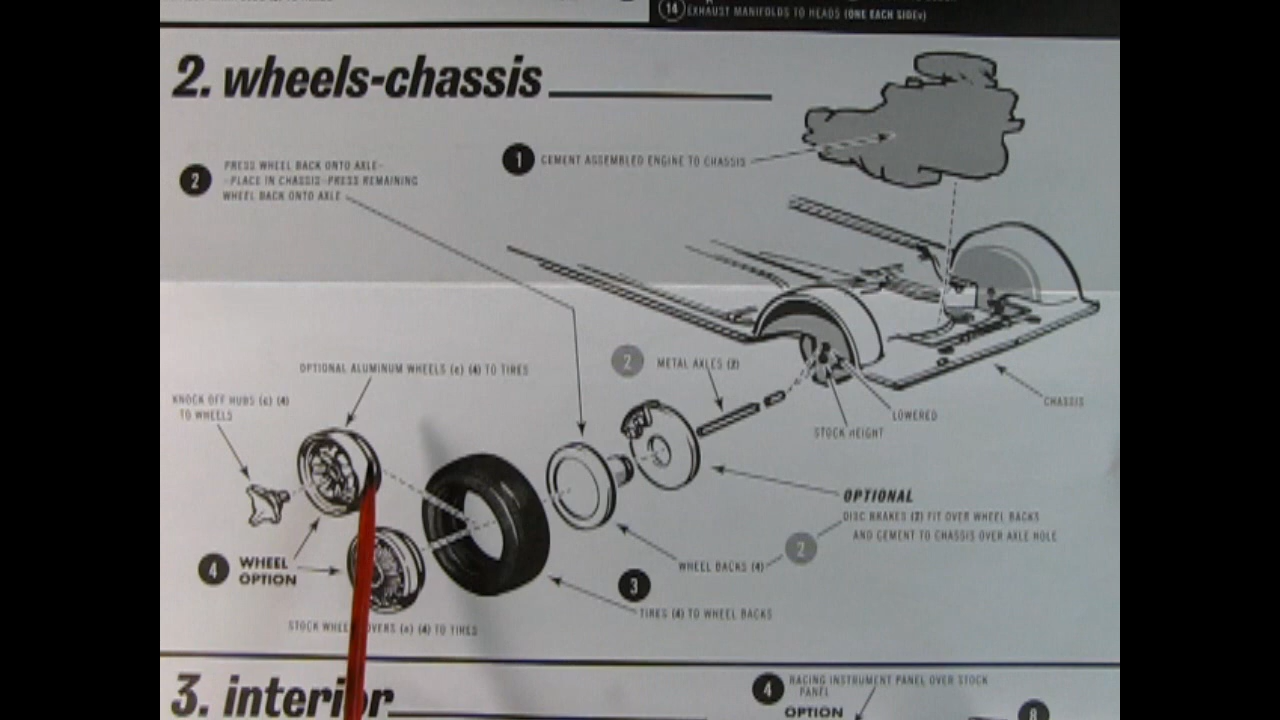 14 EXHAUST MANIFOLDS TO HEADS (ONE EACH SIDE)
2. wheels-chassis
1 CEMENT ASSEMBLED ENGINE TO CHASSIS
2 PRESS WHEEL BACK ONTO AXLE-
-PLACE IN CHASSIS-PRESS REMAINING
WHEEL BACK ONTO AXLE
OPTIONAL ALUMINUM WHEELS (c) (4) TO TIRES
2 METAL AXLES (2)
KNOCK OFF HUBS (c) (4)
TO WHEELS
CHASSIS
LOWERED
STOCK HEIGHT
OPTIONAL
DISC BRAKES (2) FIT OVER WHEEL BACKS
AND CEMENT TO CHASSIS OVER AXLE HOLE
2
WHEEL BACKS (4)
4 WHEEL
OPTION
3
TIRES (4) TO WHEEL BACKS
STOCK WHEEL COVERS (c) (4) TO TIRES
3. interior
4 RACING INSTRUMENT PANEL OVER STOCK
PANEL
OPTION
8